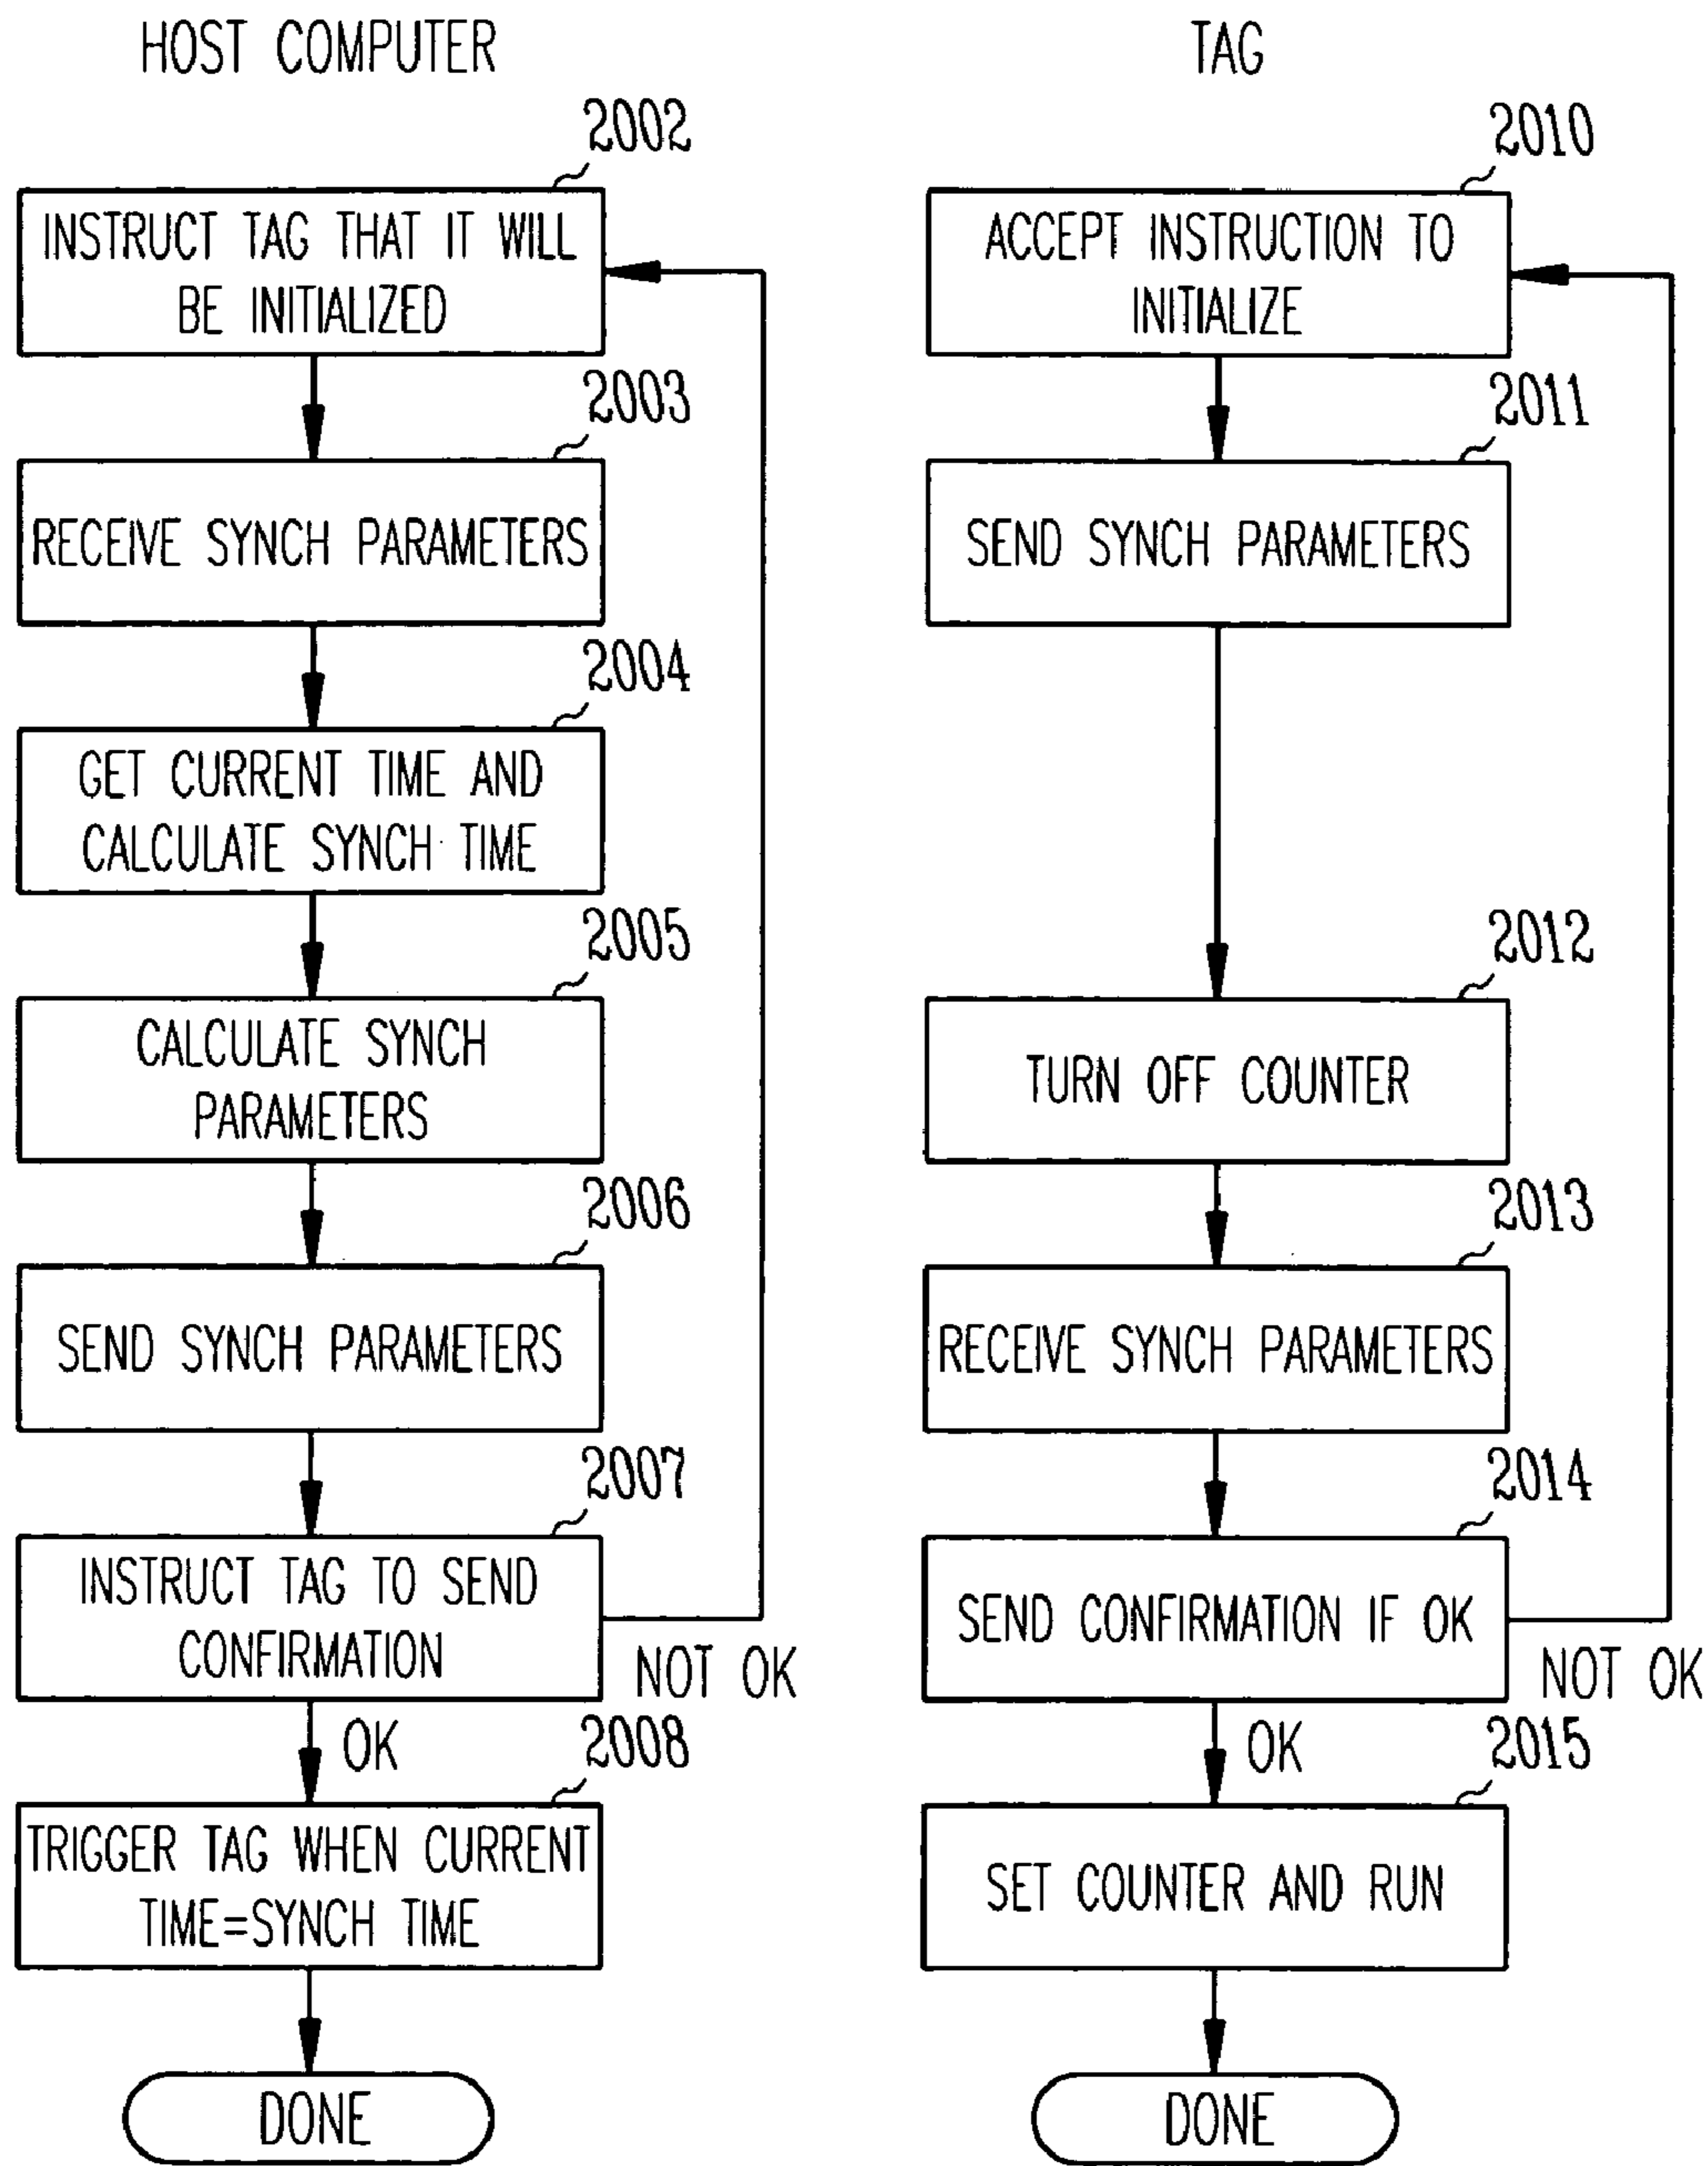 HOST COMPUTER
2002
INSTRUCT TAG THAT IT WILL
BE INITIALIZED
2003
RECEIVE SYNCH PARAMETERS
2004
GET CURRENT TIME AND
CALCULATE SYNCH TIME
2005
CALCULATE SYNCH
PARAMETERS
2006
SEND SYNCH PARAMETERS
2007
INSTRUCT TAG TO SEND
CONFIRMATION
NOT OK
OK
2008
TRIGGER TAG WHEN CURRENT
TIME=SYNCH TIME
DONE
TAG
2010
ACCEPT INSTRUCTION TO
INITIALIZE
2011
SEND SYNCH PARAMETERS
2012
TURN OFF COUNTER
2013
RECEIVE SYNCH PARAMETERS
2014
SEND CONFIRMATION IF OK
NOT OK
OK
2015
SET COUNTER AND RUN
DONE